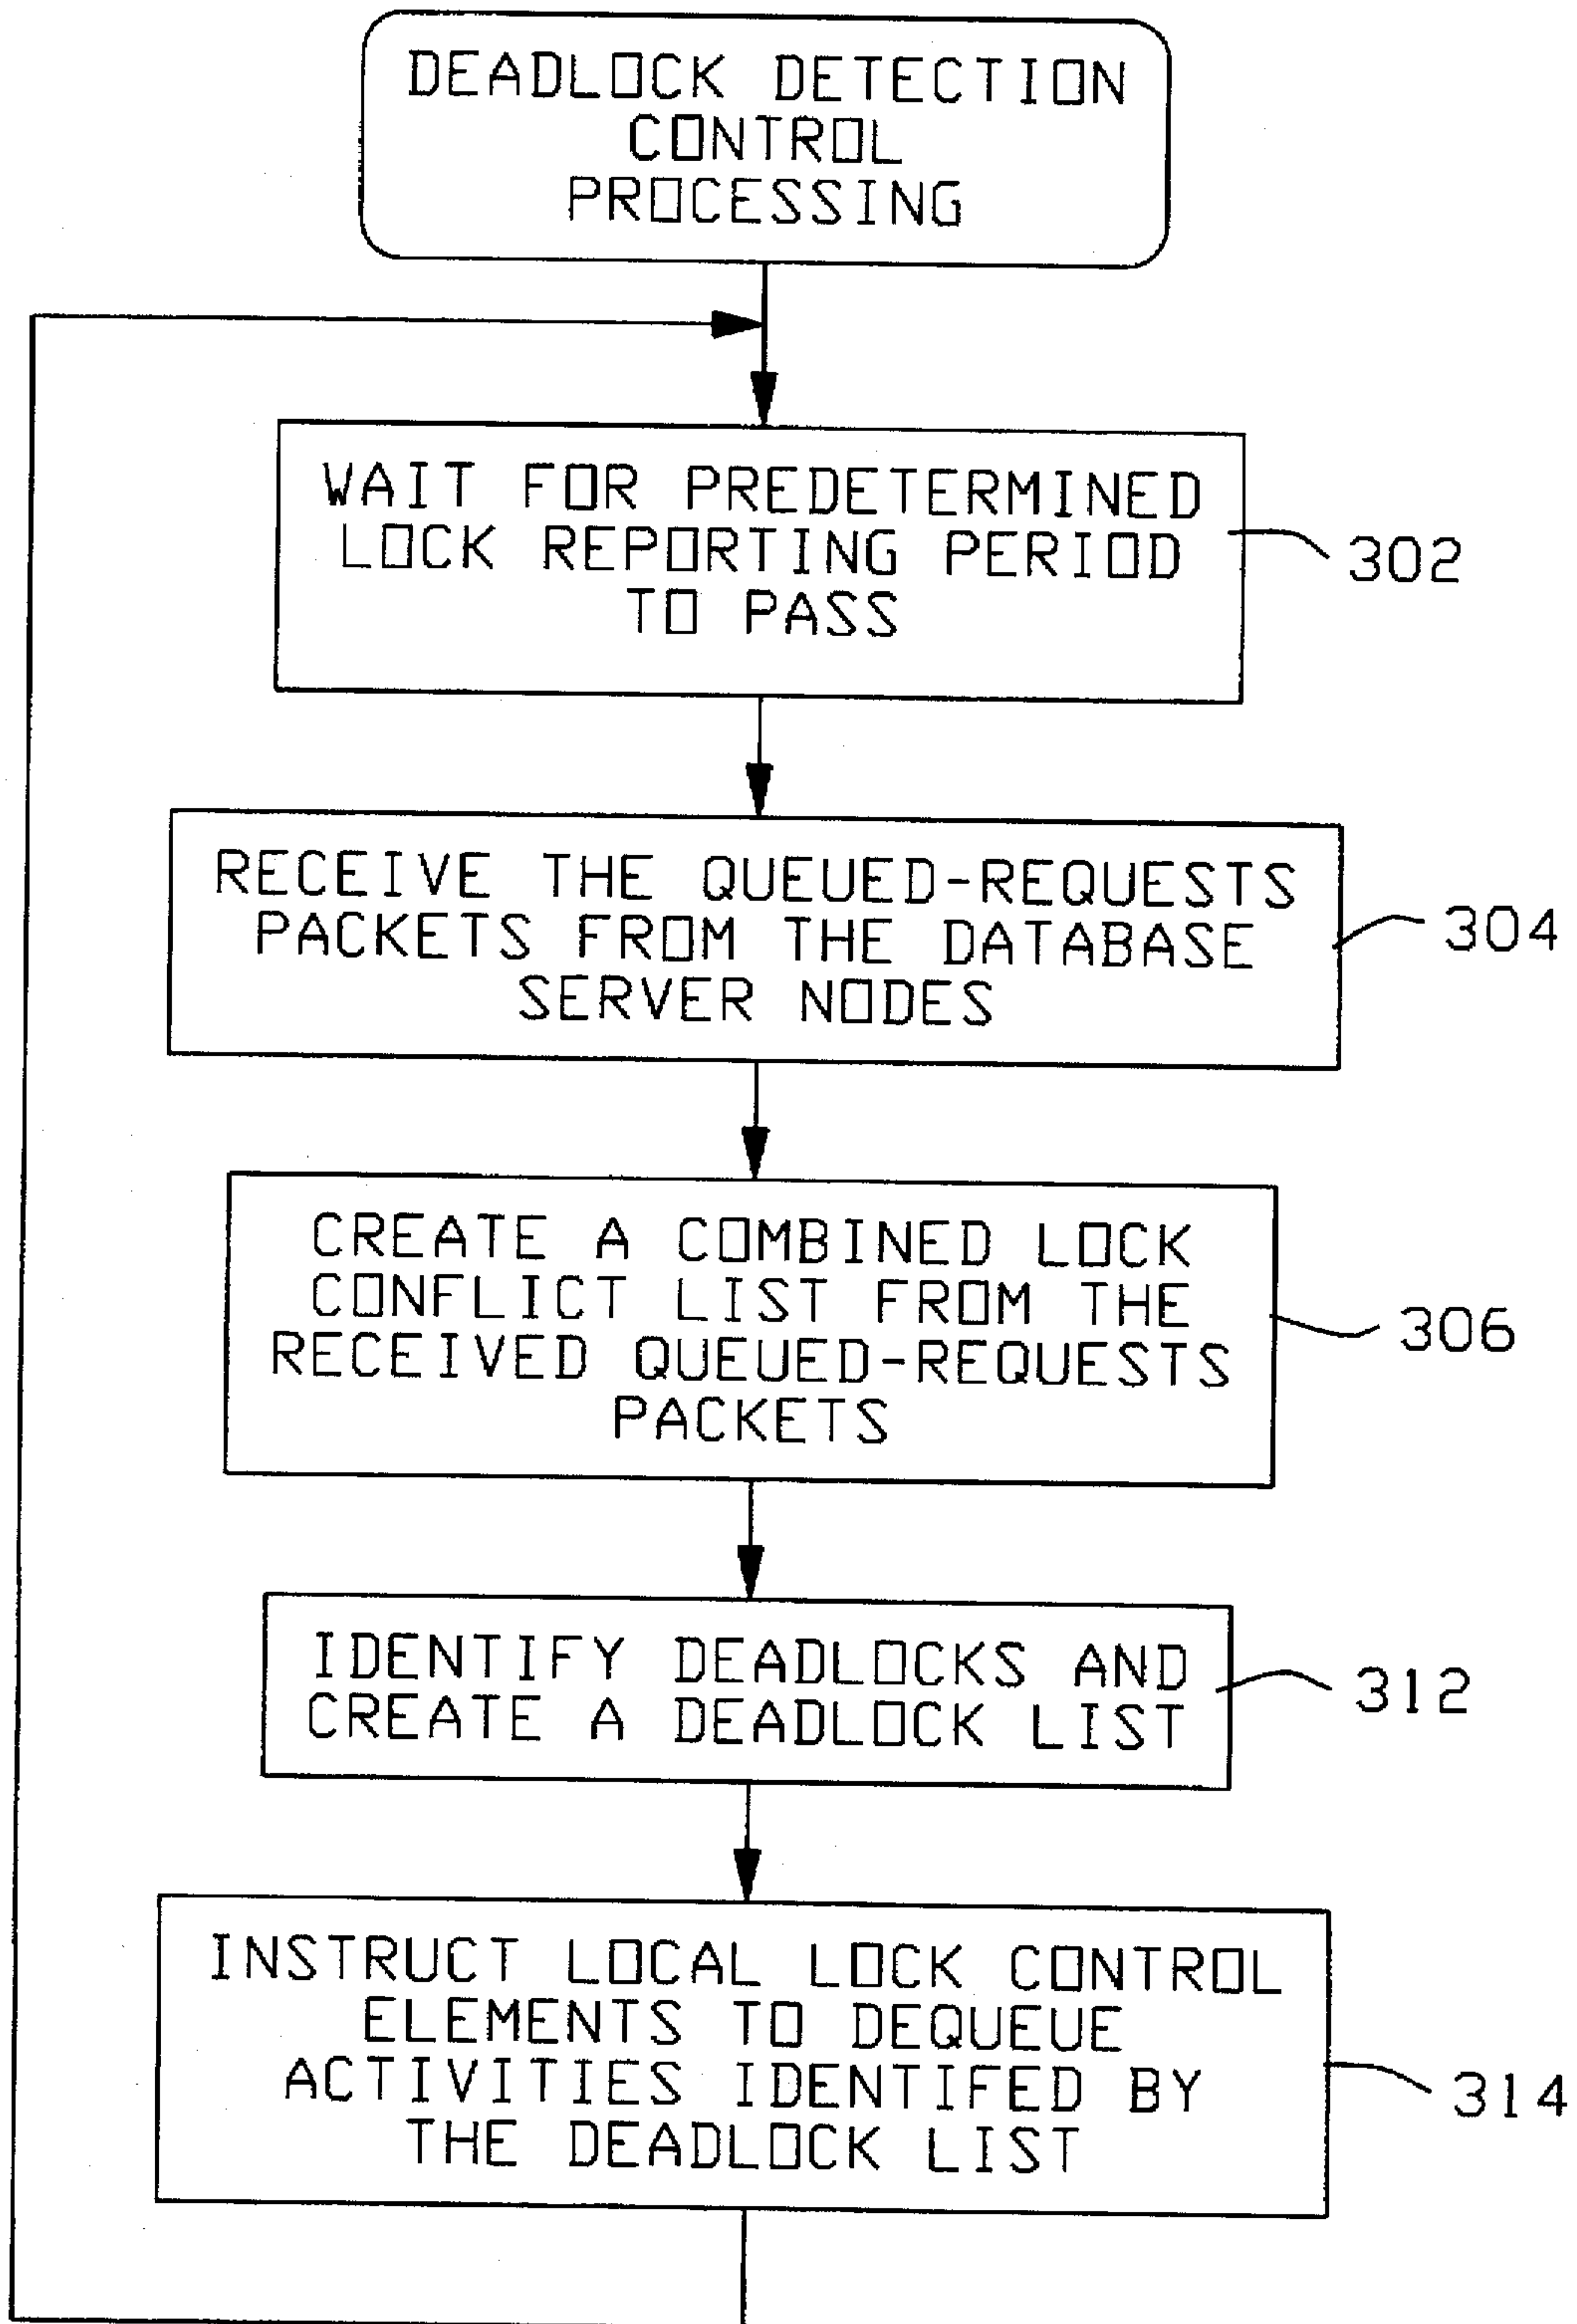 DEADLOCK DETECTION
CONTROL
PROCESSING
WAIT FOR PREDETERMINED
LOCK REPORTING PERIOD
TO PASS
302
RECEIVE THE QUEUED-REQUESTS
PACKETS FROM THE DATABASE
SERVER NODES
304
CREATE A COMBINED LOCK
CONFLICT LIST FROM THE
RECEIVED QUEUED-REQUESTS
PACKETS
306
IDENTIFY DEADLOCKS AND
CREATE A DEADLOCK LIST
312
INSTRUCT LOCAL LOCK CONTROL
ELEMENTS TO DEQUEUE
ACTIVITIES IDENTIFED BY
THE DEADLOCK LIST
314